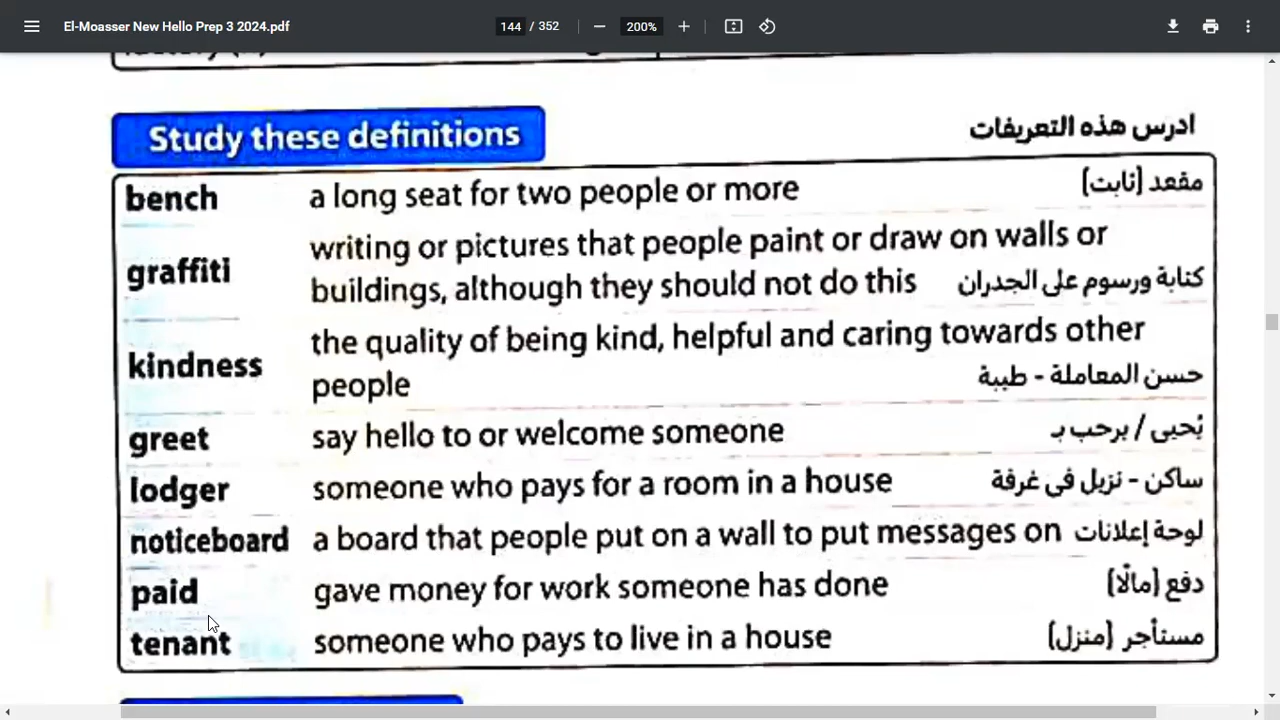 El-Moasser New Hello Prep 3 2024.pdf
144 / 352
200%
Study these definitions
ادرس هذه التعريفات
bench a long seat for two people or more مقعد (ثابت)
writing or pictures that people paint or draw on walls or
graffiti buildings, although they should not do this كتابة ورسوم على الجدران
the quality of being kind, helpful and caring towards other
kindness people حسن المعاملة - طيبة
greet say hello to or welcome someone يُحيى / يرحب بـ
lodger someone who pays for a room in a house ساكن - نزيل فى غرفة
noticeboard a board that people put on a wall to put messages on لوحة إعلانات
paid gave money for work someone has done دفع (مالًا)
tenant someone who pays to live in a house مستأجر (منزل)